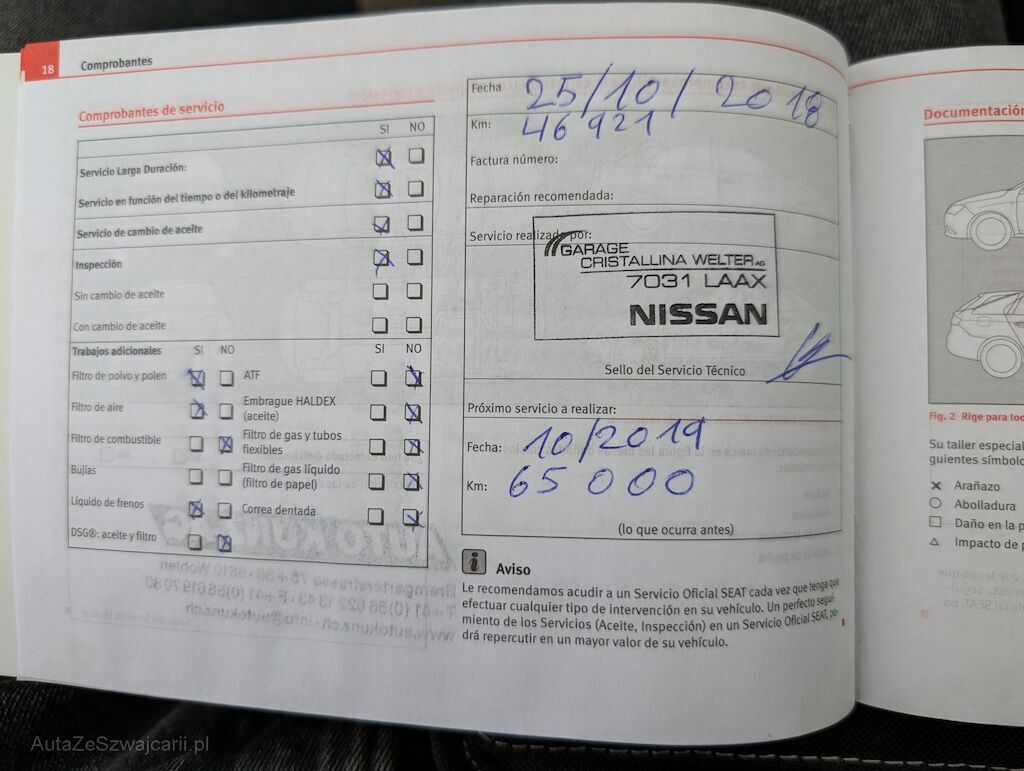 18 Comprobantes
Comprobantes de servicio
SI NO
Servicio Larga Duración:
Servicio en función del tiempo o del kilometraje
Servicio de cambio de aceite
Inspección
Sin cambio de aceite
Con cambio de aceite
Trabajos adicionales SI NO SI NO
Filtro de polvo y polen ATF
Filtro de aire Embrague HALDEX
(aceite)
Filtro de combustible Filtro de gas y tubos
flexibles
Bujías Filtro de gas líquido
(filtro de papel)
Líquido de frenos Correa dentada
DSG®: aceite y filtro
Fecha 25/10/2018
Km: 46 921
Factura número:
Reparación recomendada:
Servicio realizado por:
GARAGE
CRISTALLINA WELTER AG
7031 LAAX
NISSAN
Sello del Servicio Técnico
Próximo servicio a realizar:
Fecha: 10/2019
Km: 65 000
(lo que ocurra antes)
Aviso
Le recomendamos acudir a un Servicio Oficial SEAT cada vez que tenga que
efectuar cualquier tipo de intervención en su vehículo. Un perfecto segui-
miento de los Servicios (Aceite, Inspección) en un Servicio Oficial SEAT, po-
drá repercutir en un mayor valor de su vehículo.
Documentación
Fig. 2 Rige para tod
Su taller especial
guientes símbolo
Arañazo
Abolladura
Daño en la p
Impacto de p
AutaZeSzwajcarii.pl